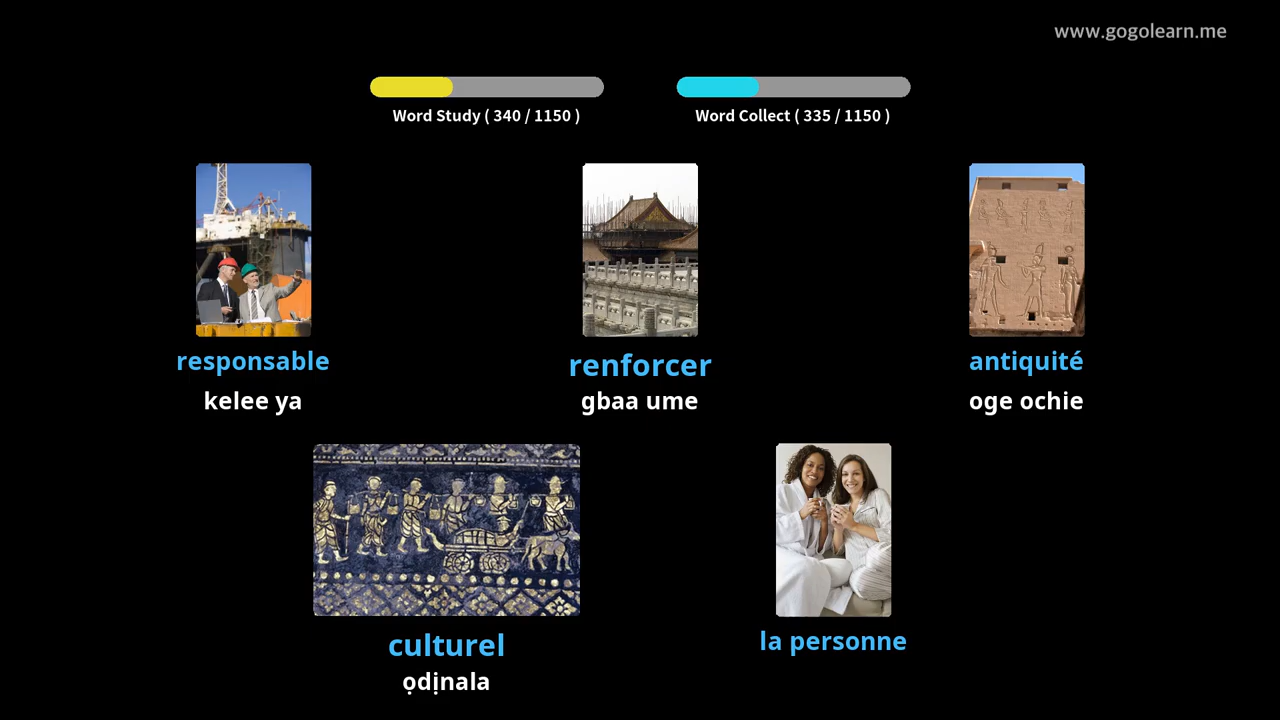 www.gogolearn.me
Word Study ( 340 / 1150 )
Word Collect ( 335 / 1150 )
responsable
kelee ya
renforcer
gbaa ume
antiquité
oge ochie
culturel
ọdịnala
la personne